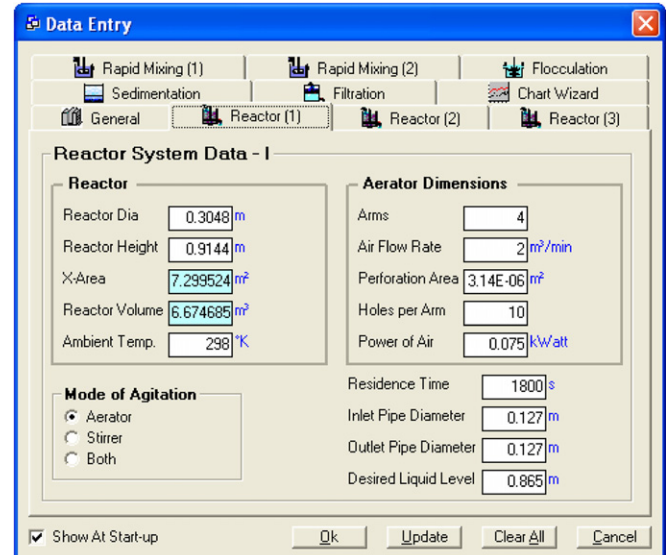 Data Entry
Rapid Mixing (1) Rapid Mixing (2) Flocculation
Sedimentation Filtration Chart Wizard
General Reactor (1) Reactor (2) Reactor (3)
Reactor System Data - I
Reactor
Reactor Dia 0.3048 m
Reactor Height 0.9144 m
X-Area 7.299524 m²
Reactor Volume 6.674685 m³
Ambient Temp. 298 °K
Aerator Dimensions
Arms 4
Air Flow Rate 2 m³/min
Perforation Area 3.14E-06 m²
Holes per Arm 10
Power of Air 0.075 kWatt
Mode of Agitation
Aerator
Stirrer
Both
Residence Time 1800 s
Inlet Pipe Diameter 0.127 m
Outlet Pipe Diameter 0.127 m
Desired Liquid Level 0.865 m
Show At Start-up Ok Update Clear All Cancel